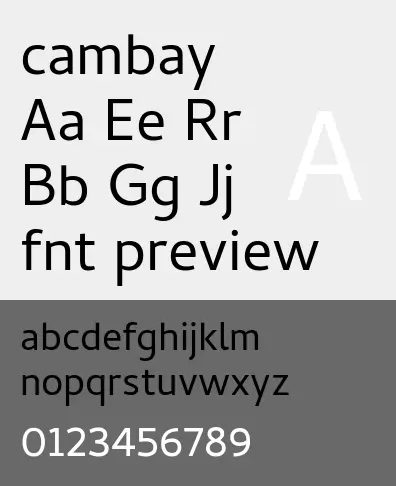 cambay
Aa Ee Rr
A
Bb Gg Jj
fnt preview
abcdefghijklm
nopqrstuvwxyz
0123456789